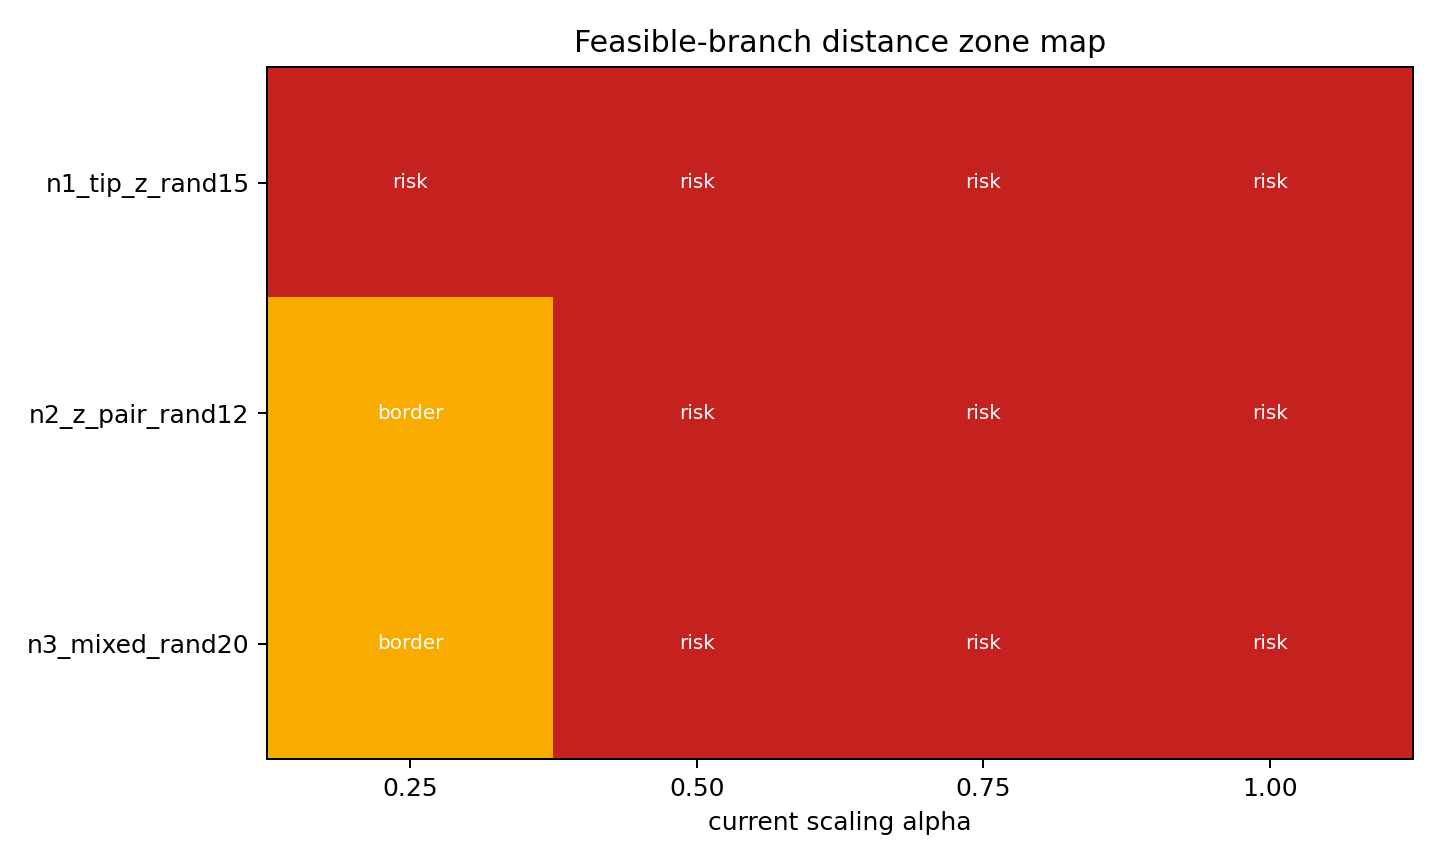 Feasible-branch distance zone map
n1_tip_z_rand15 risk risk risk risk
n2_z_pair_rand12 border risk risk risk
n3_mixed_rand20 border risk risk risk
0.25 0.50 0.75 1.00
current scaling alpha